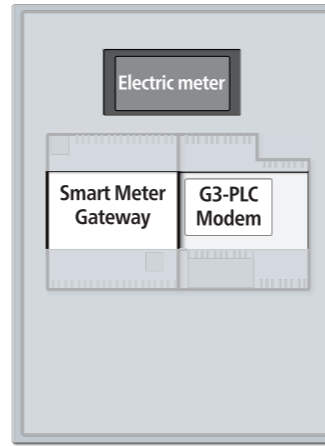 Electric meter
Smart Meter
Gateway
G3-PLC
Modem